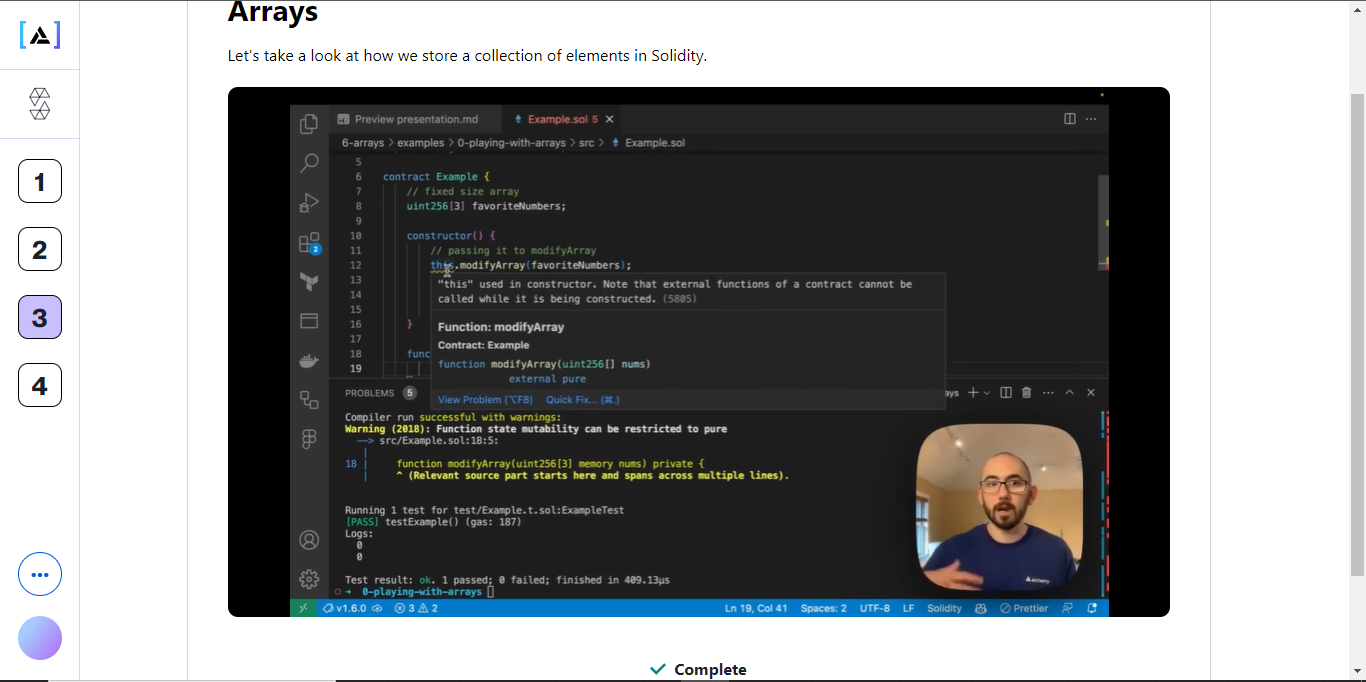 Arrays
Let's take a look at how we store a collection of elements in Solidity.
1
2
3
4
Preview presentation.md
Example.sol 5
6-arrays > examples > 0-playing-with-arrays > src > Example.sol
5
6 contract Example {
7 // fixed size array
8 uint256[3] favoriteNumbers;
9
10 constructor() {
11 // passing it to modifyArray
12 this.modifyArray(favoriteNumbers);
13
14
15
16 }
17
18 func
19
"this" used in constructor. Note that external functions of a contract cannot be
called while it is being constructed. (5805)
Function: modifyArray
Contract: Example
function modifyArray(uint256[] nums)
external pure
View Problem (⌥F8) Quick Fix... (⌘.)
2
PROBLEMS 5
ays
Compiler run successful with warnings:
Warning (2018): Function state mutability can be restricted to pure
--> src/Example.sol:18:5:
|
18 | function modifyArray(uint256[3] memory nums) private {
| ^ (Relevant source part starts here and spans across multiple lines).
Running 1 test for test/Example.t.sol:ExampleTest
[PASS] testExample() (gas: 187)
Logs:
0
0
Test result: ok. 1 passed; 0 failed; finished in 409.13µs
→ 0-playing-with-arrays
alchemy
v1.6.0 3 2 Ln 19, Col 41 Spaces: 2 UTF-8 LF Solidity Prettier
Complete